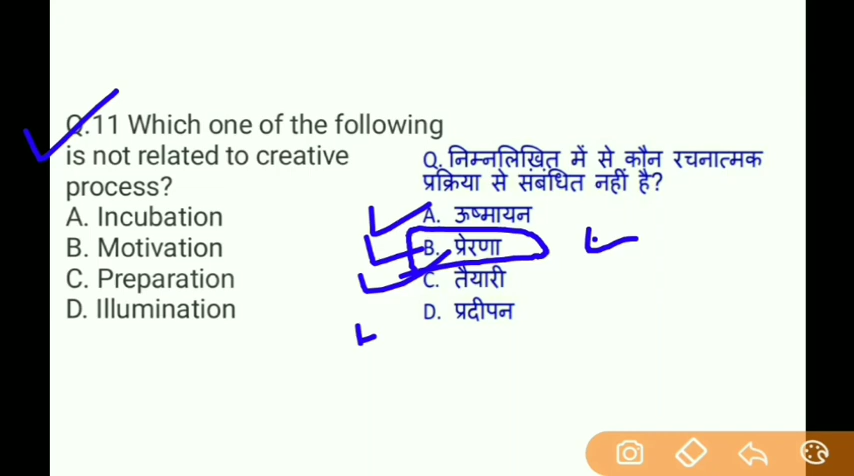 Q.11 Which one of the following
is not related to creative
process?
A. Incubation
B. Motivation
C. Preparation
D. Illumination
Q. निम्नलिखित में से कौन रचनात्मक
प्रक्रिया से संबंधित नहीं है?
A. ऊष्मायन
B. प्रेरणा
C. तैयारी
D. प्रदीपन